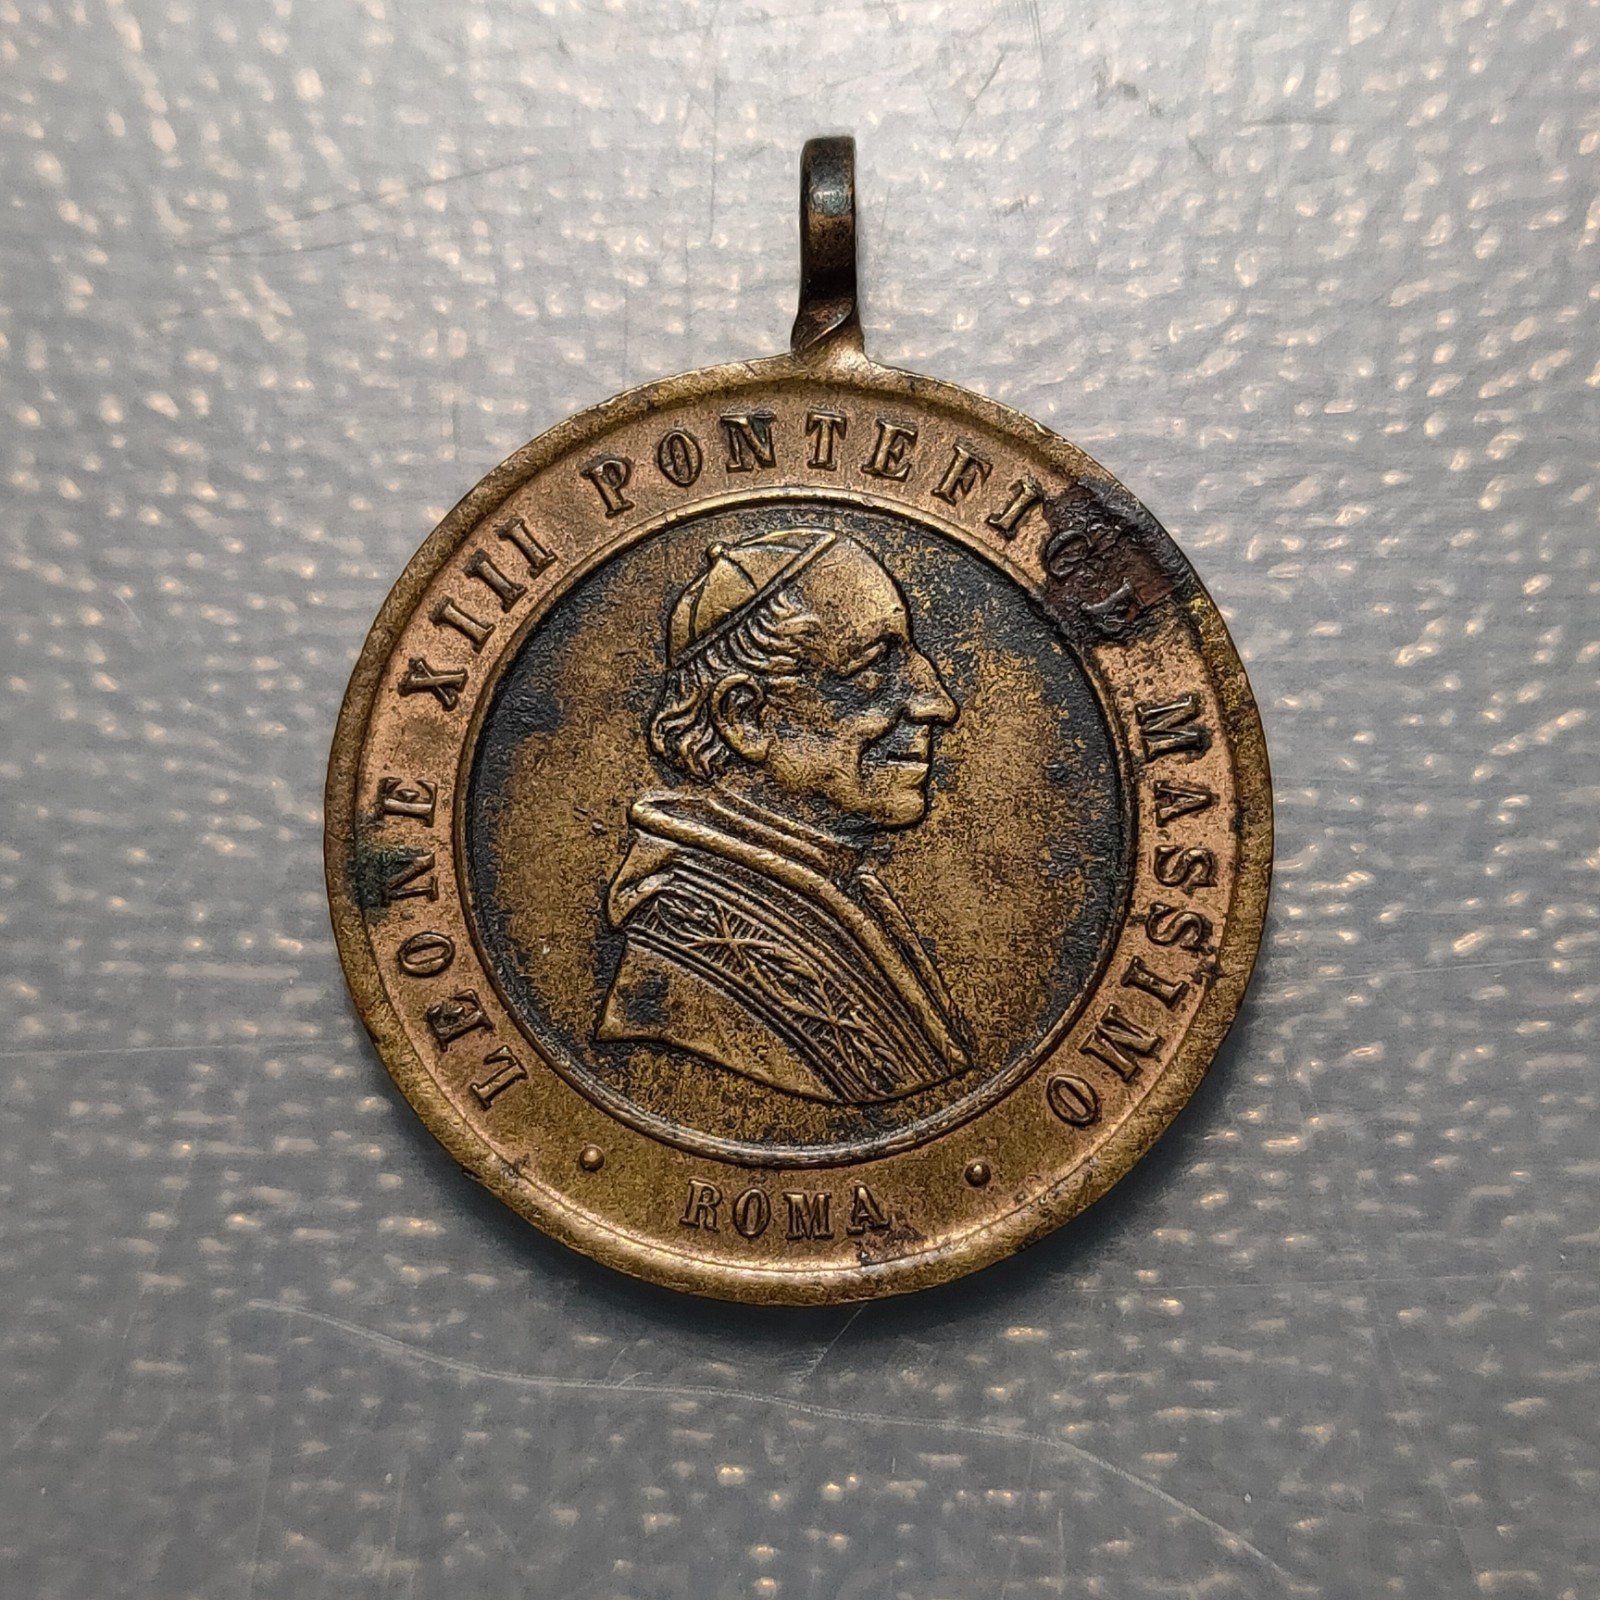 LEONE XIII PONTEFICE MASSIMO
• ROMA •